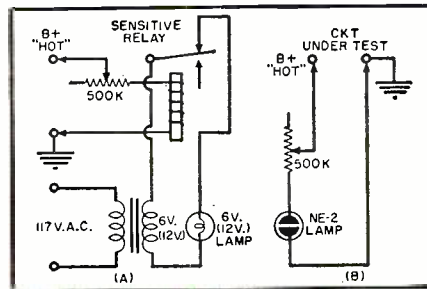 SENSITIVE
RELAY
B+
"HOT"
500K
117 V. A.C.
6V.
(12V.)
6V.
(12V.)
LAMP
(A)
B+
"HOT"
CKT
UNDER TEST
500K
NE-2
LAMP
(B)